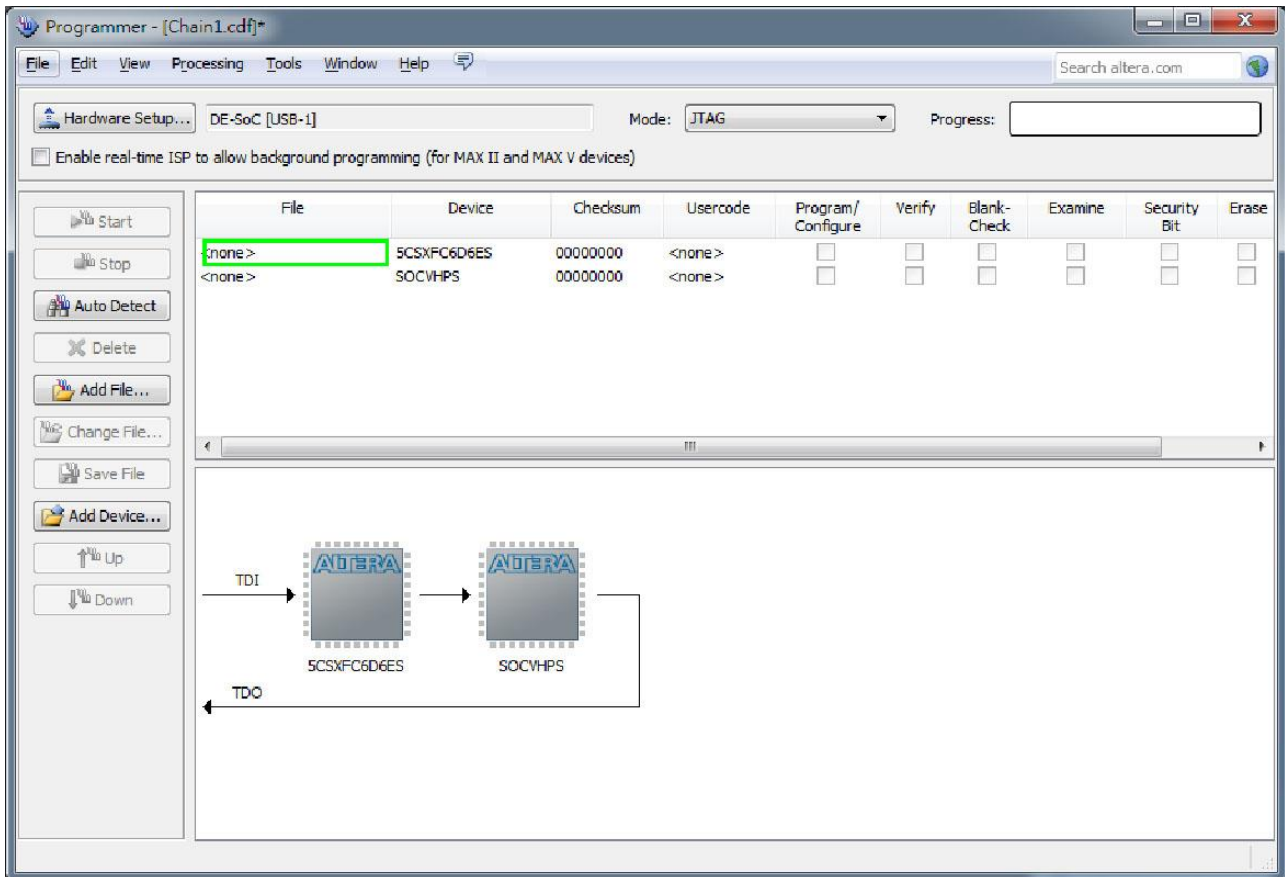 Programmer - [Chain1.cdf]*
File Edit View Processing Tools Window Help
Search altera.com
Hardware Setup... DE-SoC [USB-1] Mode: JTAG Progress:
Enable real-time ISP to allow background programming (for MAX II and MAX V devices)
Start
Stop
Auto Detect
Delete
Add File...
Change File...
Save File
Add Device...
Up
Down
File Device Checksum Usercode Program/Configure Verify Blank-Check Examine Security Bit Erase
<none> 5CSXFC6D6ES 00000000 <none>
<none> SOCVHPS 00000000 <none>
TDI
ALTERA ALTERA
5CSXFC6D6ES SOCVHPS
TDO